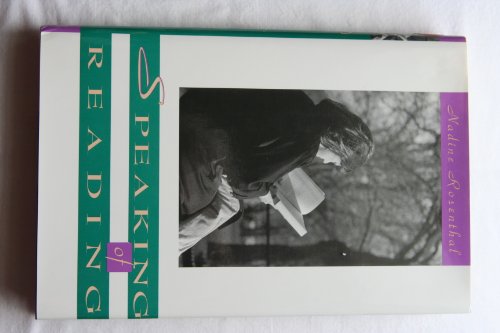 SPEAKING
of
READING
Nadine Rosenthal